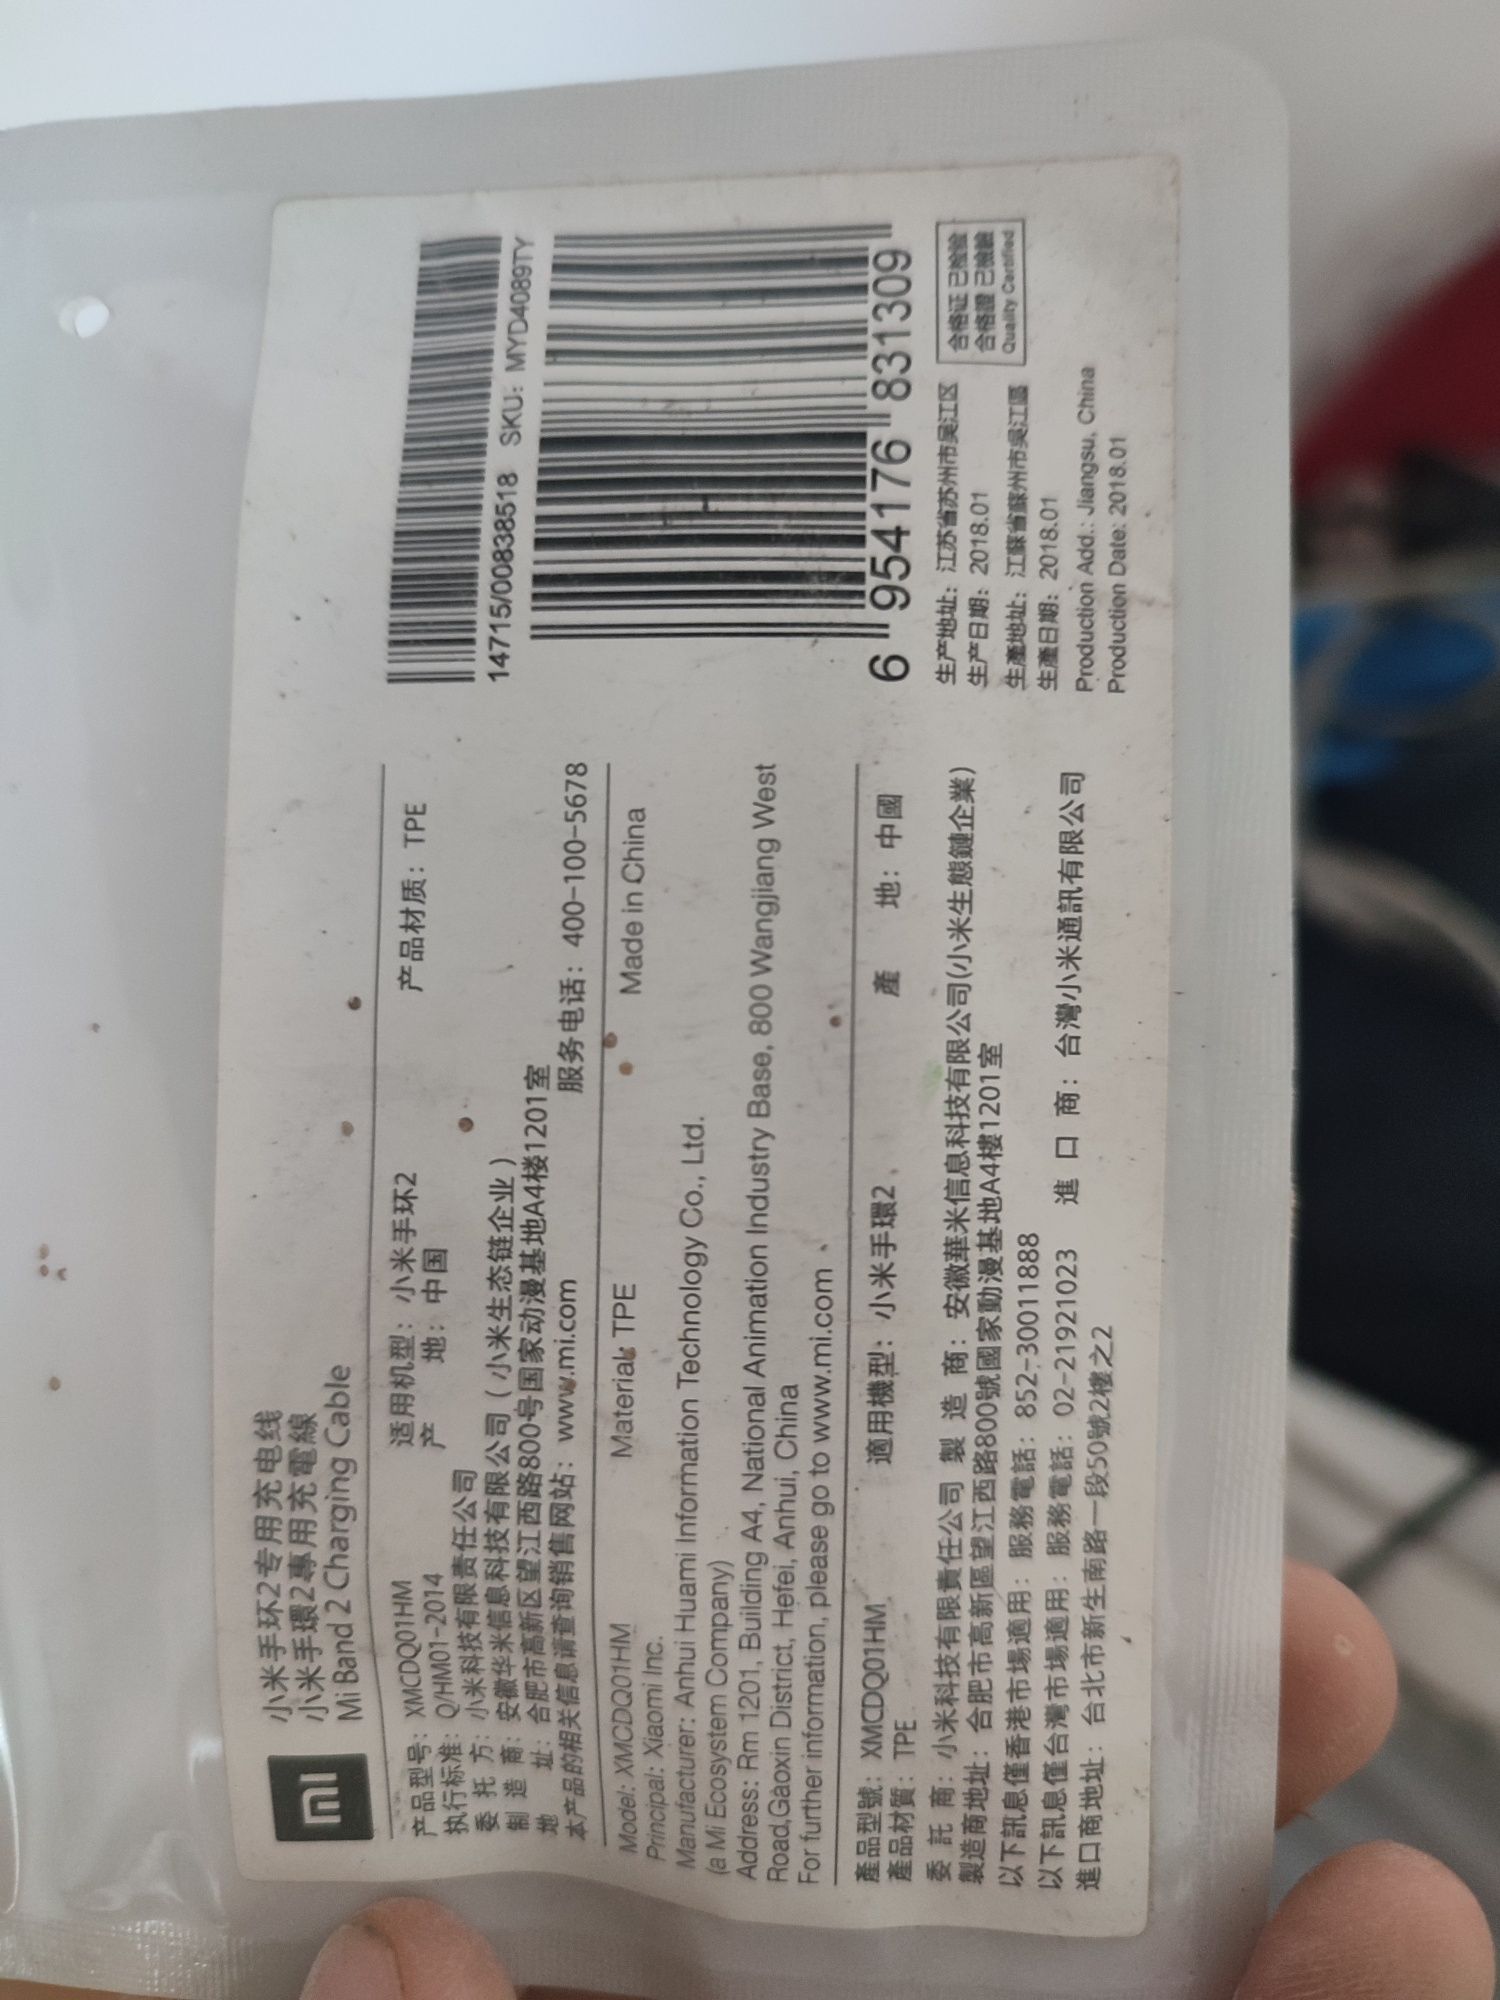 mi
小米手环2专用充电线
小米手環2專用充電線
Mi Band 2 Charging Cable
产品型号：XMCDQ01HM 适用机型：小米手环2 产品材质：TPE
执行标准：Q/HM01-2014 产 地：中国
委 托 方：小米科技有限责任公司
制 造 商：安徽华米信息科技有限公司（小米生态链企业）
地 址：合肥市高新区望江西路800号国家动漫基地A4楼1201室
本产品的相关信息请查询销售网站：www.mi.com 服务电话：400-100-5678
Model: XMCDQ01HM Material: TPE Made in China
Principal: Xiaomi Inc.
Manufacturer: Anhui Huami Information Technology Co., Ltd.
(a Mi Ecosystem Company)
Address: Rm 1201, Building A4, National Animation Industry Base, 800 Wangjiang West
Road,Gaoxin District, Hefei, Anhui, China
For further information, please go to www.mi.com
產品型號：XMCDQ01HM 適用機型：小米手環2 產 地：中國
產品材質：TPE
委 託 商：小米科技有限責任公司 製 造 商：安徽華米信息科技有限公司(小米生態鏈企業)
製造商地址：合肥市高新區望江西路800號國家動漫基地A4樓1201室
以下訊息僅香港市場適用：服務電話：852-30011888
以下訊息僅台灣市場適用：服務電話：02-21921023 進 口 商：台灣小米通訊有限公司
進口商地址：台北市新生南路一段50號2樓之2
14715/00838518 SKU: MYD4089TY
6 954176 831309
生产地址：江苏省苏州市吴江区
生产日期：2018.01
生產地址：江蘇省蘇州市吳江區
生產日期：2018.01
Production Add.: Jiangsu, China
Production Date: 2018.01
合格证 已检验
合格證 已檢驗
Quality Certified